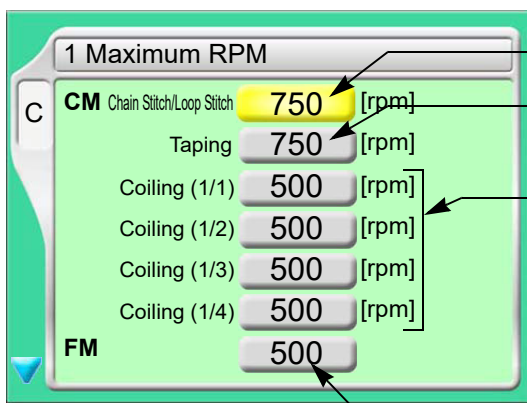 1 Maximum RPM
C
CM Chain Stitch/Loop Stitch 750 [rpm]
Taping 750 [rpm]
Coiling (1/1) 500 [rpm]
Coiling (1/2) 500 [rpm]
Coiling (1/3) 500 [rpm]
Coiling (1/4) 500 [rpm]
FM 500